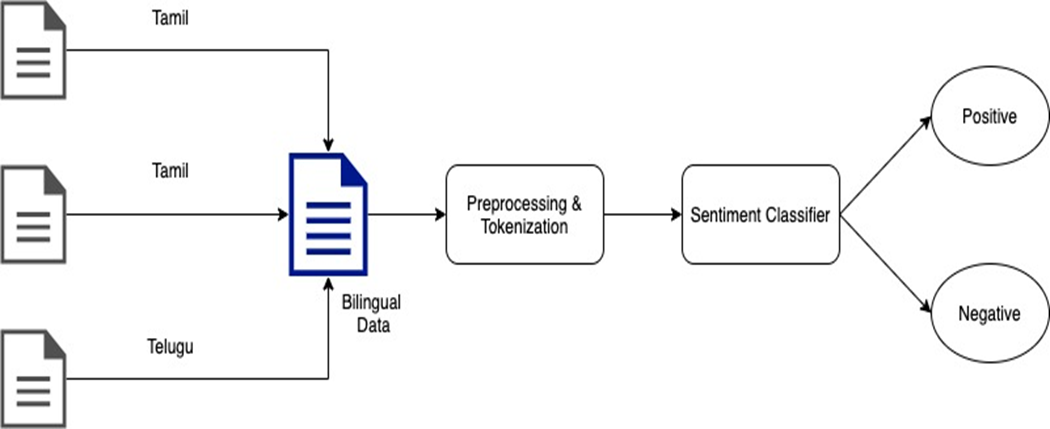 Tamil
Tamil
Telugu
Bilingual
Data
Preprocessing &
Tokenization
Sentiment Classifier
Positive
Negative